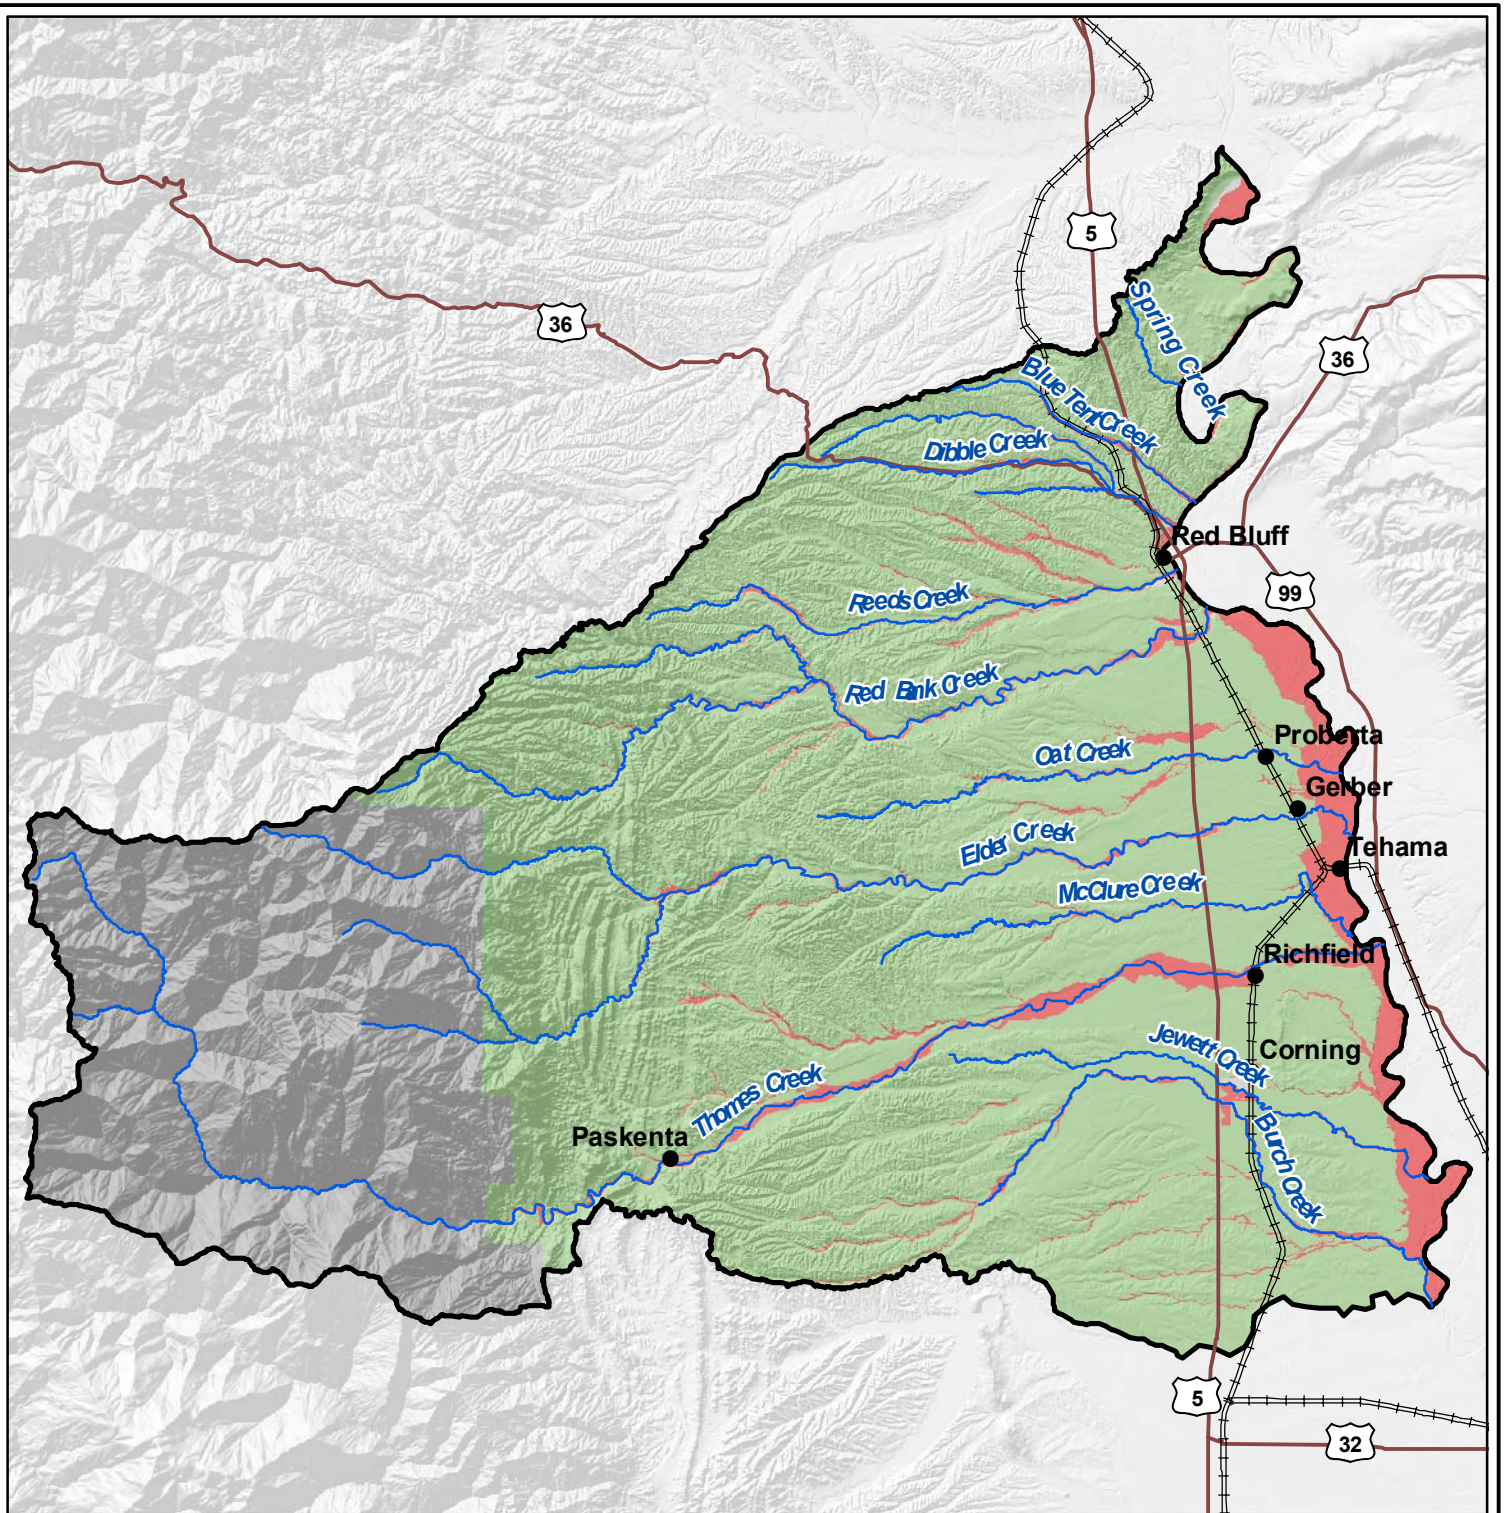 5
36
Spring Creek
36
Blue Tent Creek
Dibble Creek
Red Bluff
99
Reeds Creek
Red Bank Creek
Proberta
Oat Creek
Gerber
Elder Creek
Tehama
McClure Creek
Richfield
Jewett Creek
Corning
Thomes Creek
Paskenta
Burch Creek
5
32